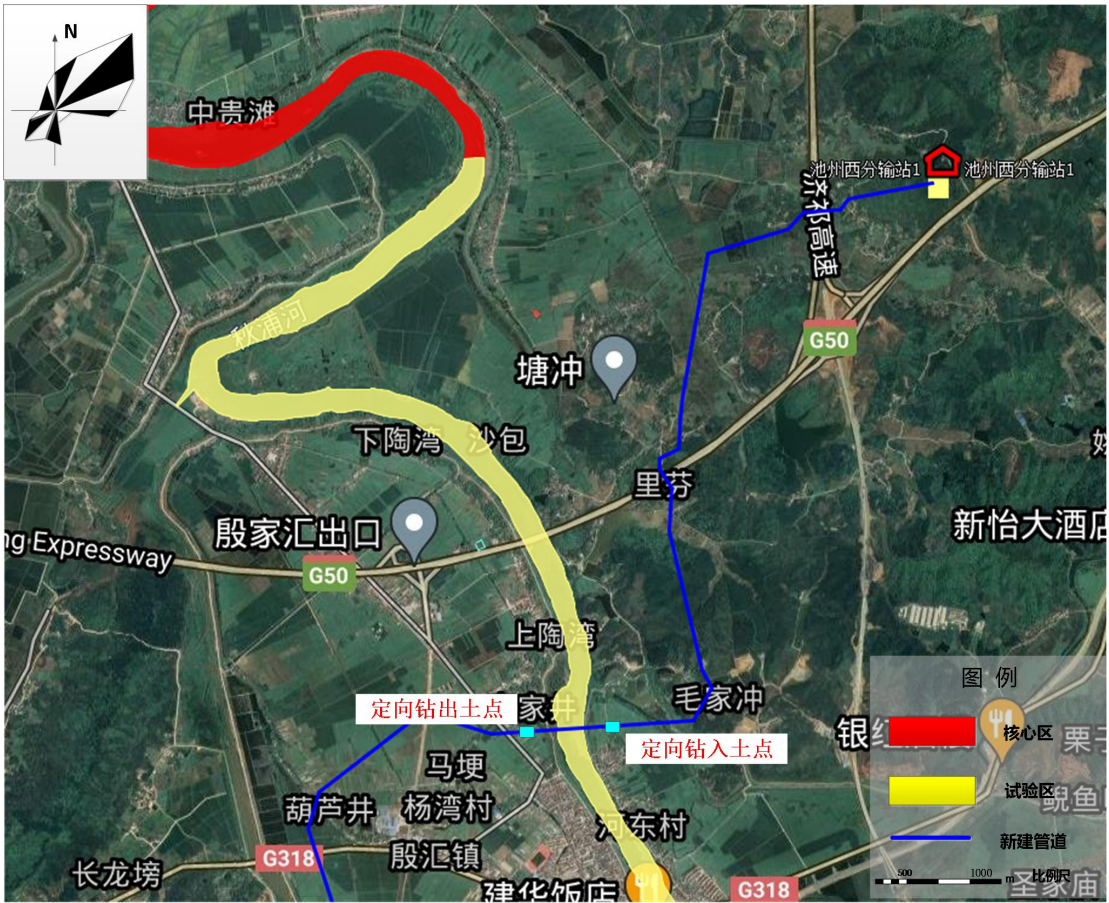 N
中贵滩
池州西分输站1
池州西分输站1
济祁高速
秋浦河
G50
塘冲
下陶湾
沙包
里芬
殷家汇出口
新怡大酒店
ng Expressway
G50
上陶湾
图 例
定向钻出土点
家井
毛家冲
核心区
定向钻入土点
马埂
试验区
葫芦井
杨湾村
河东村
新建管道
殷汇镇
G318
长龙塝
建华饭店
G318
500
1000
m
比例尺
圣家庙